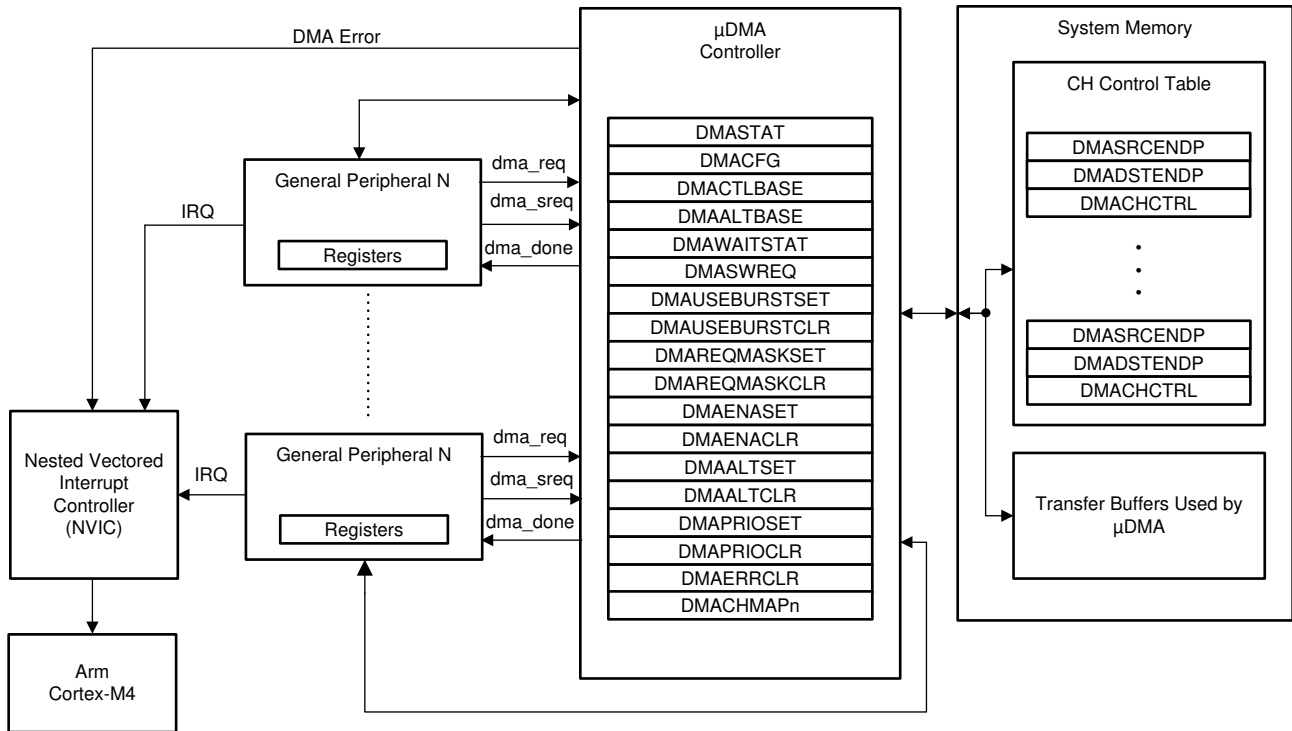 DMA Error
µDMA
Controller
DMASTAT
DMACFG
DMACTLBASE
DMAALTBASE
DMAWAITSTAT
DMASWREQ
DMAUSEBURSTSET
DMAUSEBURSTCLR
DMAREQMASKSET
DMAREQMASKCLR
DMAENASET
DMAENACLR
DMAALTSET
DMAALTCLR
DMAPRIOSET
DMAPRIOCLR
DMAERRCLR
DMACHMAPn
General Peripheral N
Registers
dma_req
dma_sreq
dma_done
IRQ
General Peripheral N
Registers
dma_req
dma_sreq
dma_done
IRQ
Nested Vectored
Interrupt
Controller
(NVIC)
Arm
Cortex-M4
System Memory
CH Control Table
DMASRCENDP
DMADSTENDP
DMACHCTRL
DMASRCENDP
DMADSTENDP
DMACHCTRL
Transfer Buffers Used by
µDMA